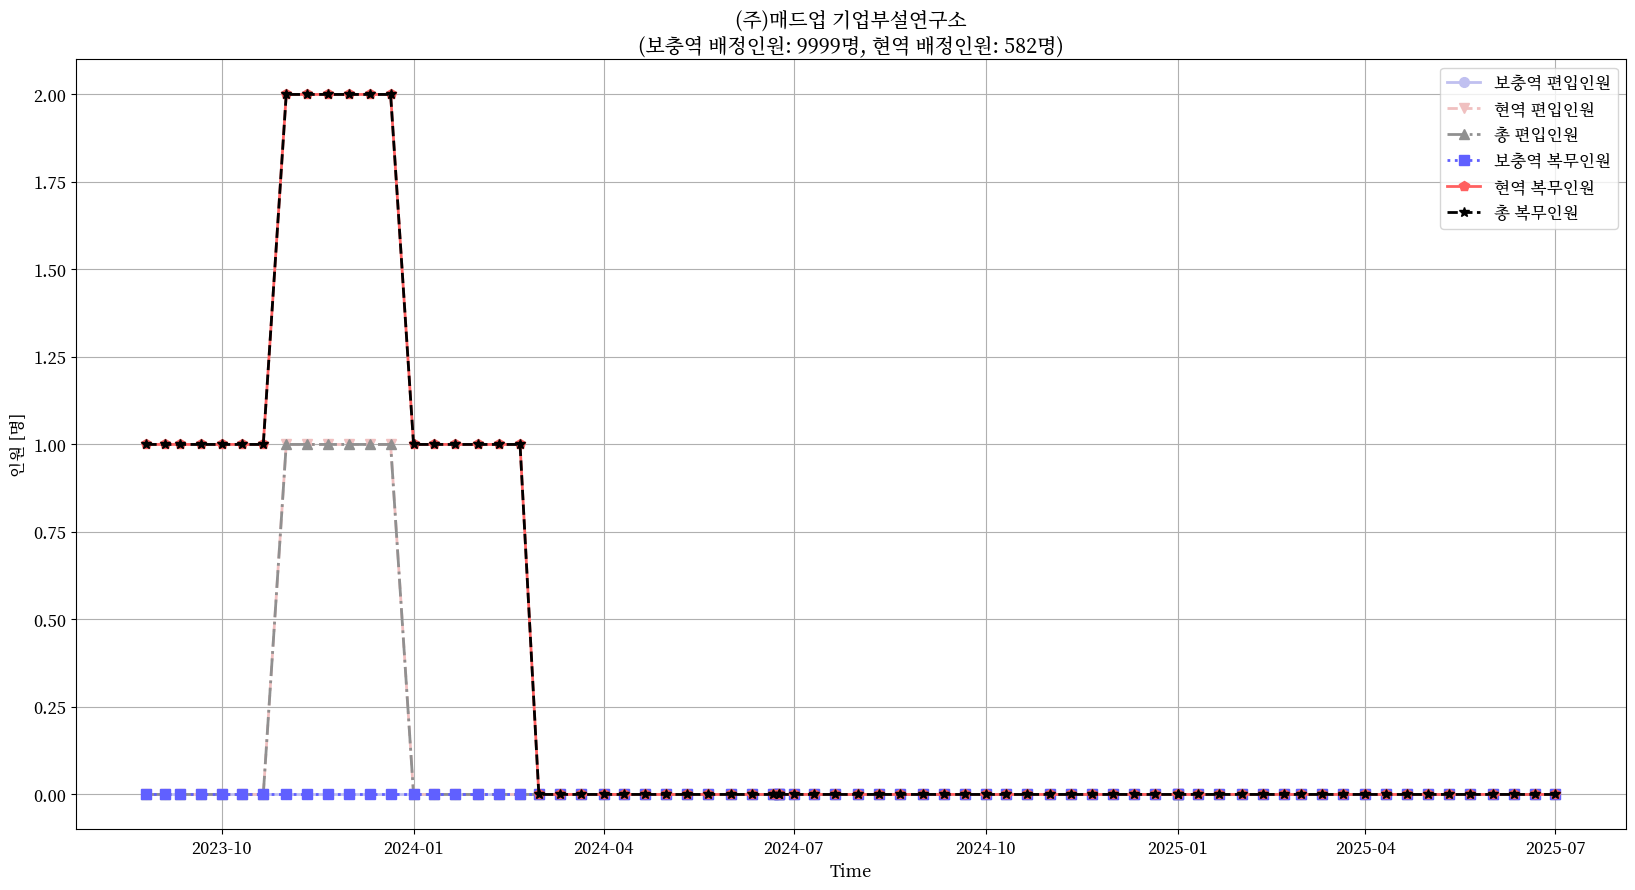 (주)매드업 기업부설연구소
(보충역 배정인원: 9999명, 현역 배정인원: 582명)
보충역 편입인원
현역 편입인원
총 편입인원
보충역 복무인원
현역 복무인원
총 복무인원
인원 [명]
2.00
1.75
1.50
1.25
1.00
0.75
0.50
0.25
0.00
2023-10 2024-01 2024-04 2024-07 2024-10 2025-01 2025-04 2025-07
Time